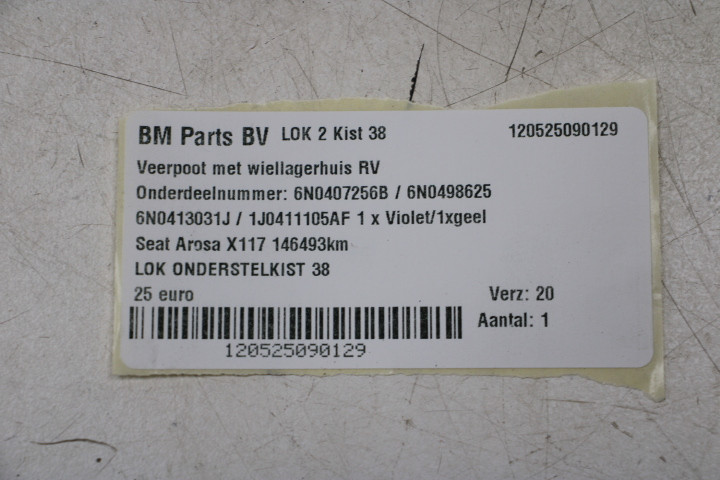 BM Parts BV LOK 2 Kist 38 120525090129
Veerpoot met wiellagerhuis RV
Onderdeelnummer: 6N0407256B / 6N0498625
6N0413031J / 1J0411105AF 1 x Violet/1xgeel
Seat Arosa X117 146493km
LOK ONDERSTELKIST 38
25 euro Verz: 20
Aantal: 1
120525090129